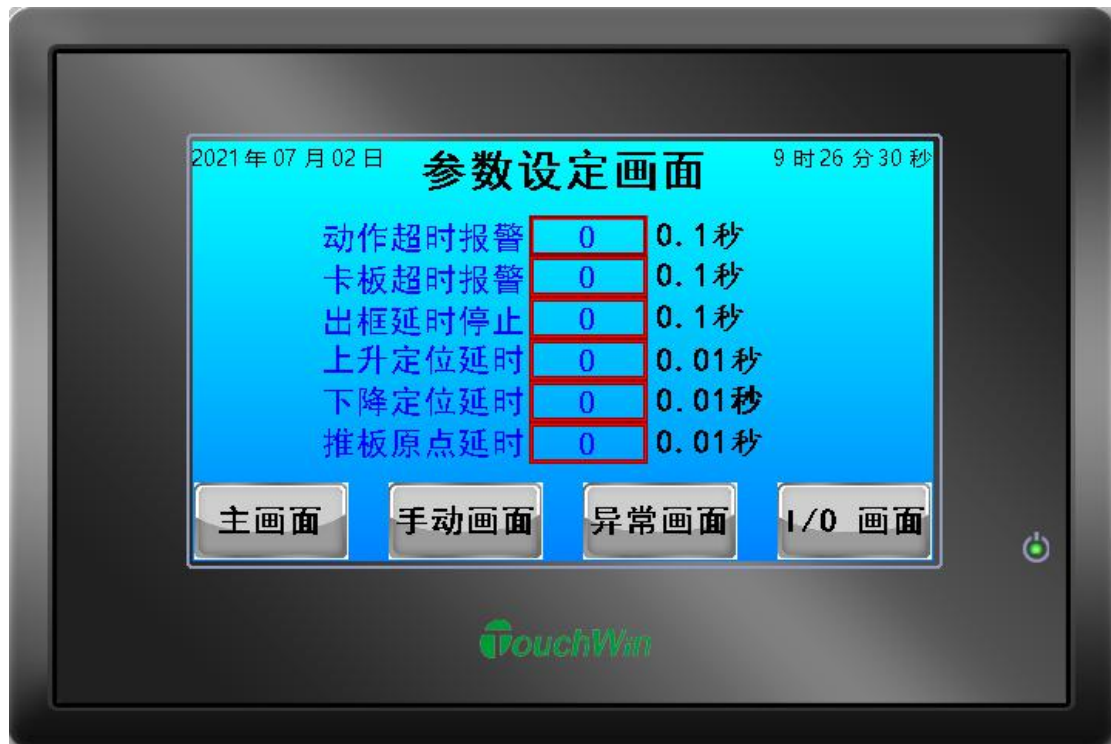 2021年07月02日 参数设定画面 9时26分30秒
动作超时报警 0 0.1秒
卡板超时报警 0 0.1秒
出框延时停止 0 0.1秒
上升定位延时 0 0.01秒
下降定位延时 0 0.01秒
推板原点延时 0 0.01秒
主画面 手动画面 异常画面 I/O 画面
TouchWin